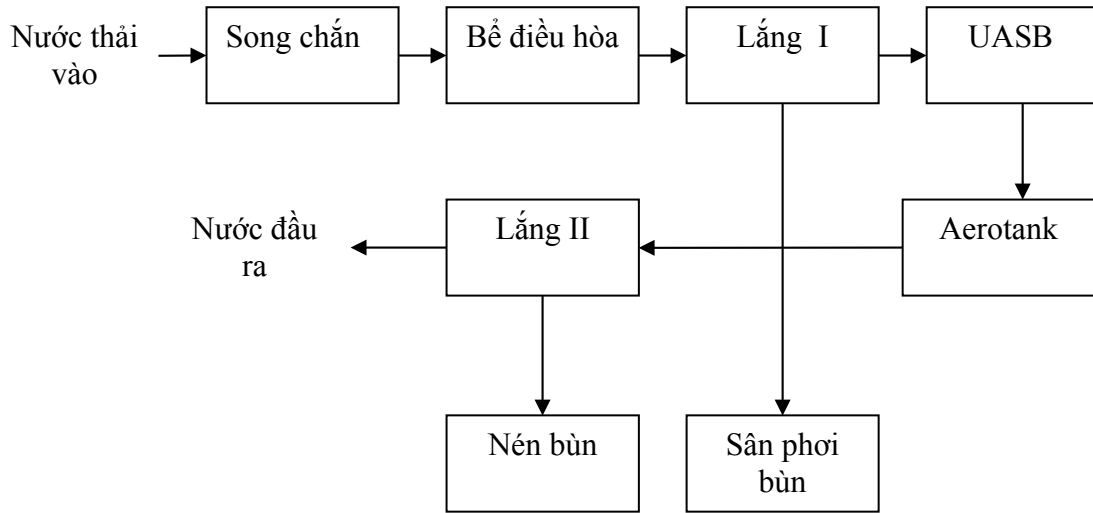 Nước thải
vào
Song chắn
Bể điều hòa
Lắng I
UASB
Nước đầu
ra
Lắng II
Aerotank
Nén bùn
Sân phơi
bùn